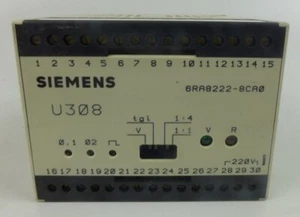 1 2 3 4 5 6 7 8 9 10 11 12 13 14 15
SIEMENS 6RA8222-8CA0
U308
tgl 1:4
V 1:1
0.1 02 V R
220V
16 17 18 19 20 21 22 23 24 25 26 27 28 29 30